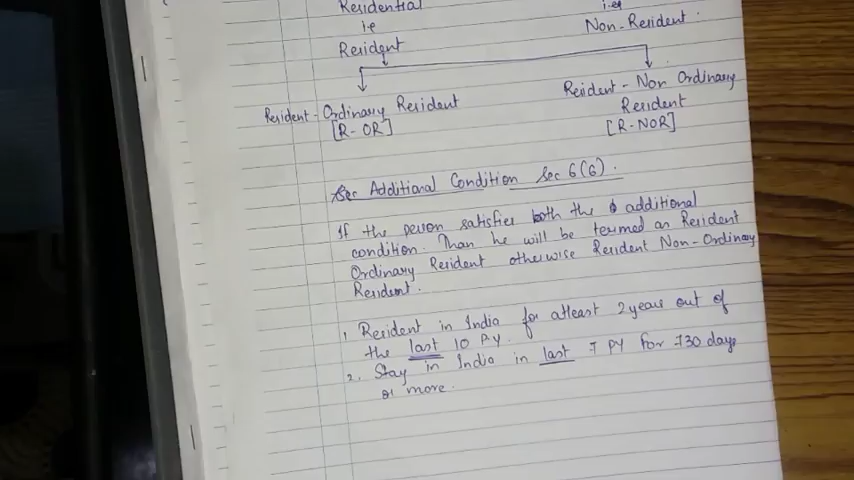 Residential
i.e
i.e
Non-Resident.
Resident
Resident - Ordinary Resident
[R-OR]
Reident - Non Ordinary
Resident
[R-NOR]
Additional Condition Sec 6(6).
If the person satisfies both the additional
condition. Than he will be termed as Resident
Ordinary Resident otherwise Resident Non-Ordinary
Resident.
1. Resident in India for atleast 2 years out of
the last 10 PY.
2. Stay in India in last 7 PY for 730 days
or more.